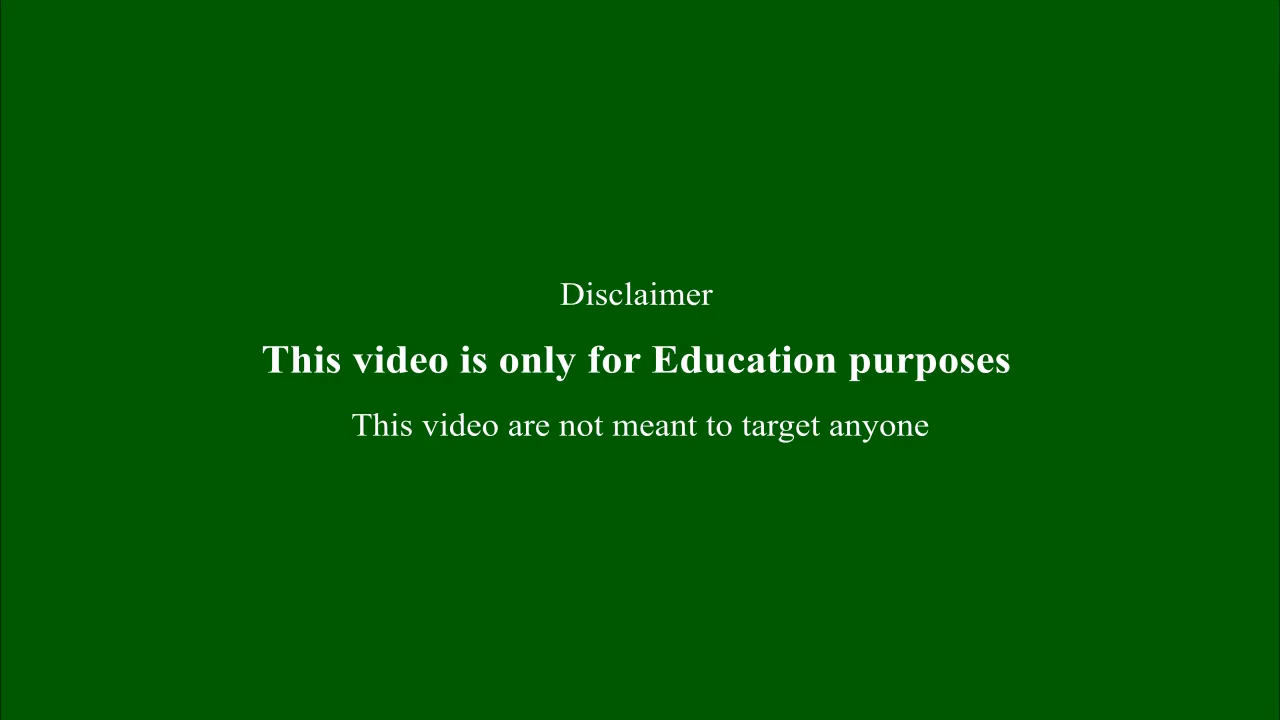 Disclaimer
This video is only for Education purposes
This video are not meant to target anyone